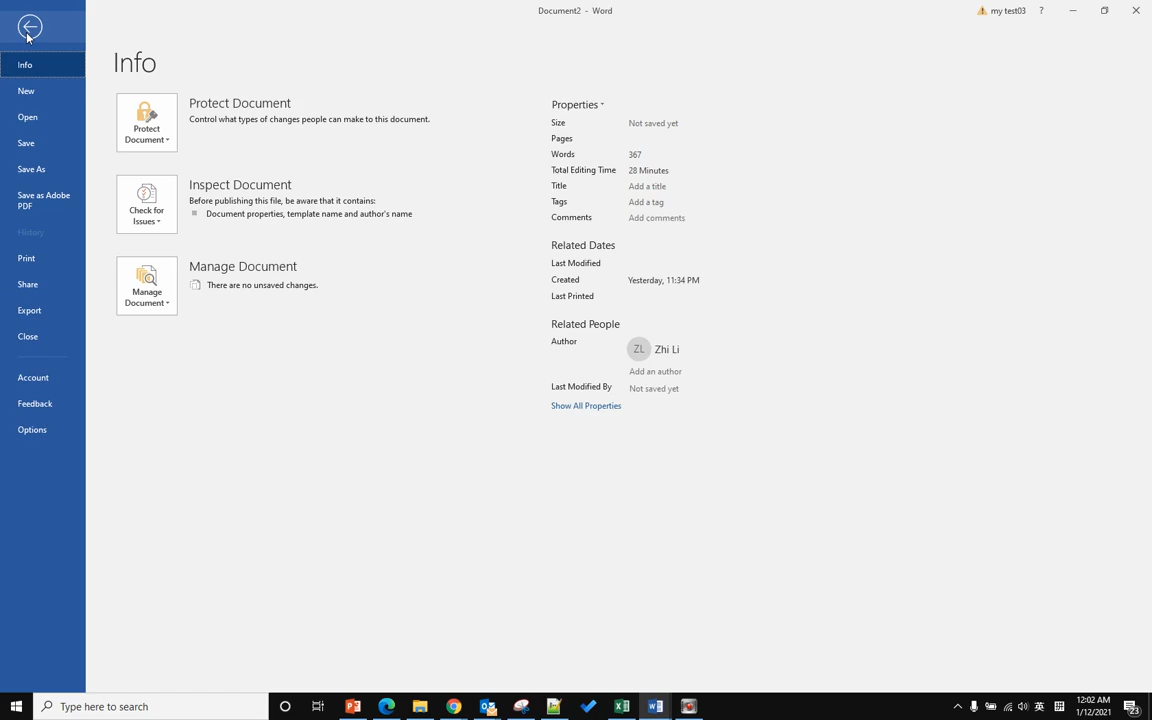 Document2 - Word
my test03
?
Info
New
Open
Save
Save As
Save as Adobe
PDF
History
Print
Share
Export
Close
Account
Feedback
Options
Info
Protect
Document
Protect Document
Control what types of changes people can make to this document.
Check for
Issues
Inspect Document
Before publishing this file, be aware that it contains:
Document properties, template name and author's name
Manage
Document
Manage Document
There are no unsaved changes.
Properties
Size Not saved yet
Pages
Words 367
Total Editing Time 28 Minutes
Title Add a title
Tags Add a tag
Comments Add comments
Related Dates
Last Modified
Created Yesterday, 11:34 PM
Last Printed
Related People
Author
ZL Zhi Li
Add an author
Last Modified By Not saved yet
Show All Properties
Type here to search
英
12:02 AM
1/12/2021
23